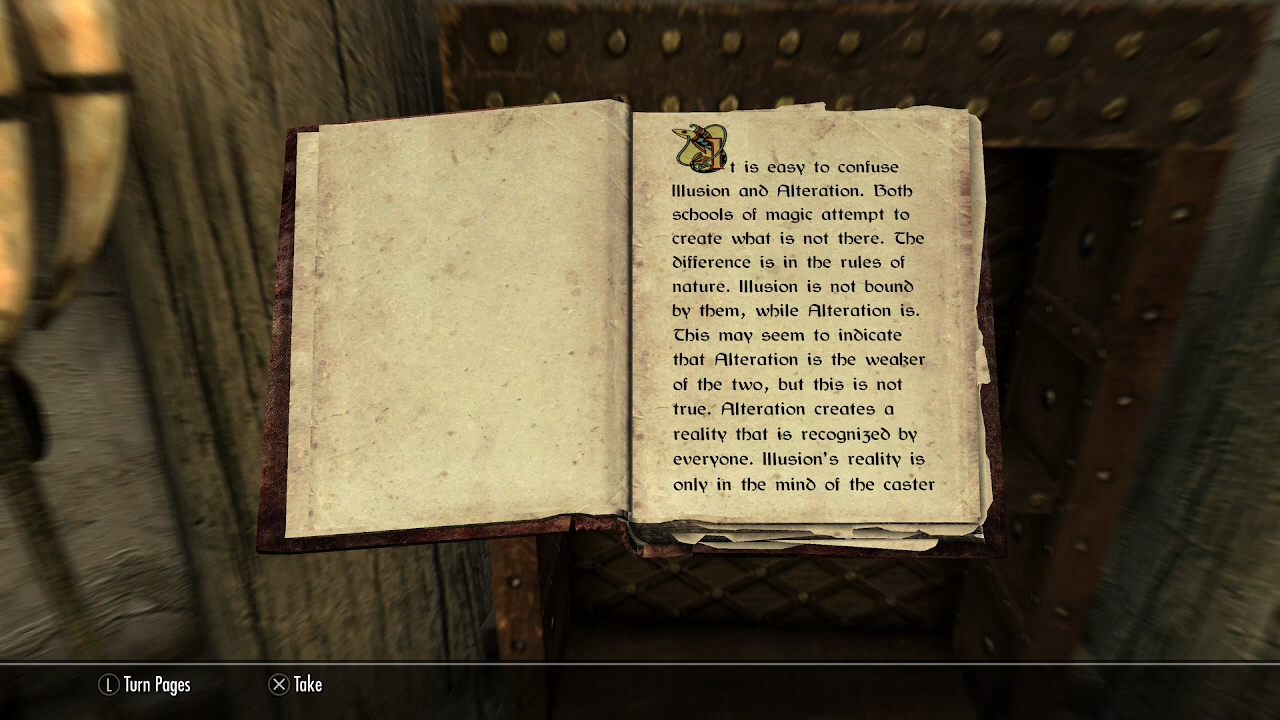 It is easy to confuse
Illusion and Alteration. Both
schools of magic attempt to
create what is not there. The
difference is in the rules of
nature. Illusion is not bound
by them, while Alteration is.
This may seem to indicate
that Alteration is the weaker
of the two, but this is not
true. Alteration creates a
reality that is recognized by
everyone. Illusion's reality is
only in the mind of the caster
L Turn Pages
X Take